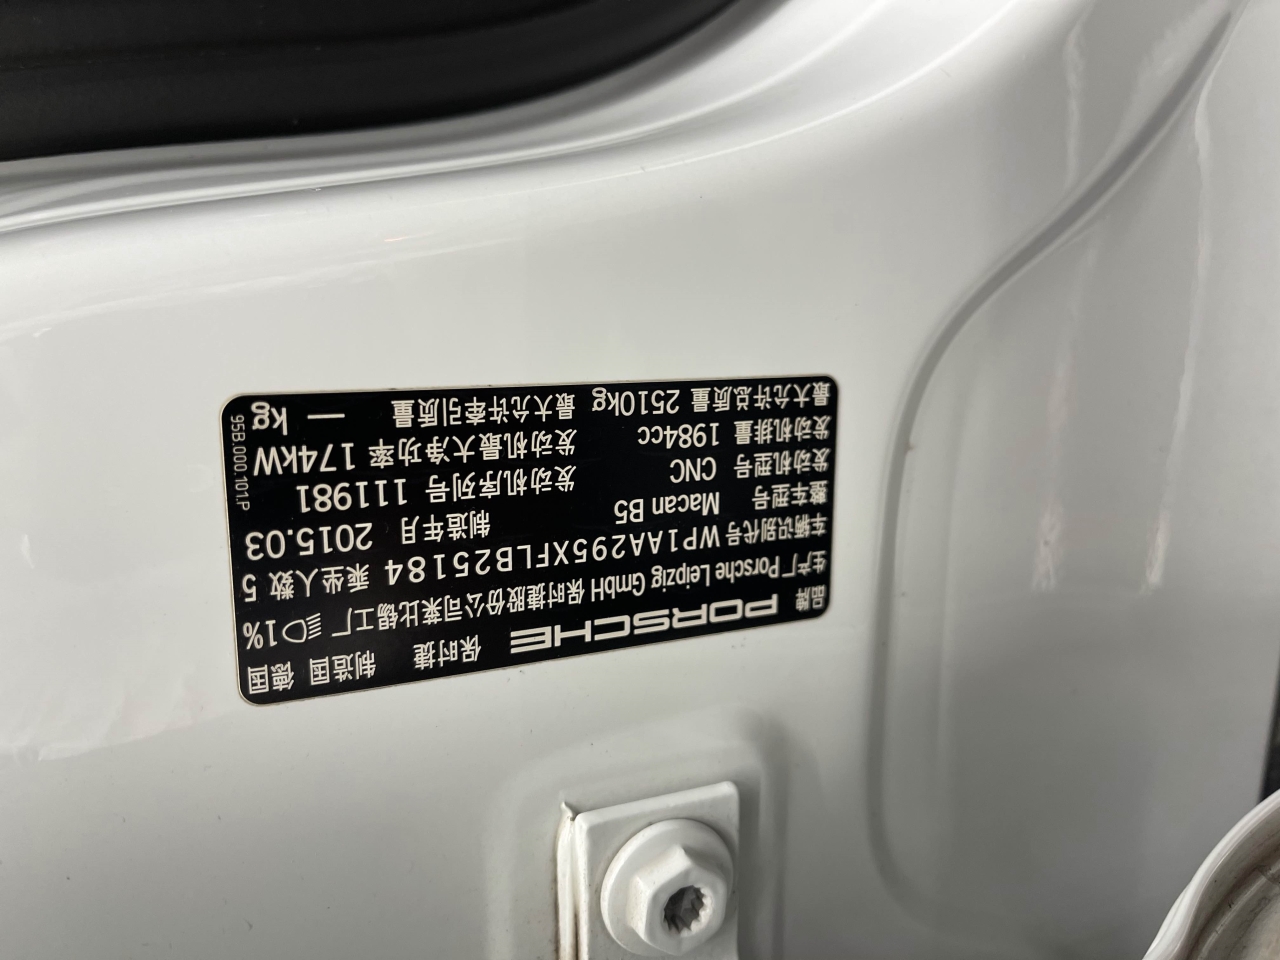 品牌 PORSCHE 保时捷 制造国 德国
生产厂 Porsche Leipzig GmbH 保时捷股份公司莱比锡工厂 1%
车辆识别代号 WP1AA295XFLB25184 乘坐人数 5
整车型号 Macan B5 制造年月 2015.03
发动机型号 CNC 发动机序列号 111981
发动机排量 1984cc 发动机最大净功率 174kW
最大允许总质量 2510kg 最大允许牵引质量 — kg
95B.000.101.P